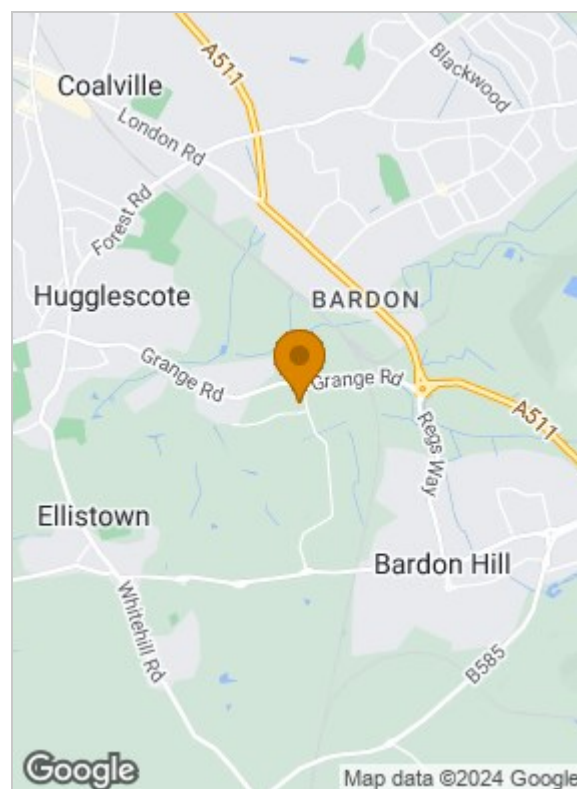 A511
Blackwood
Coalville
London Rd
Forest Rd
Hugglescote
BARDON
Grange Rd
Grange Rd
A511
Regs Way
Ellistown
Bardon Hill
Whitehill Rd
B585
Google
Map data ©2024 Google